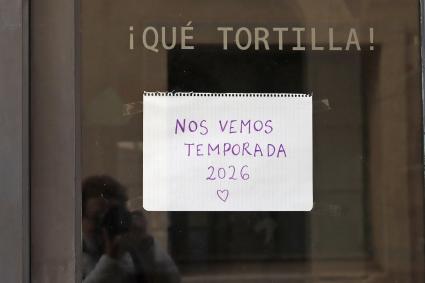 ¡QUÉ TORTILLA!
NOS VEMOS
TEMPORADA
2026
♡